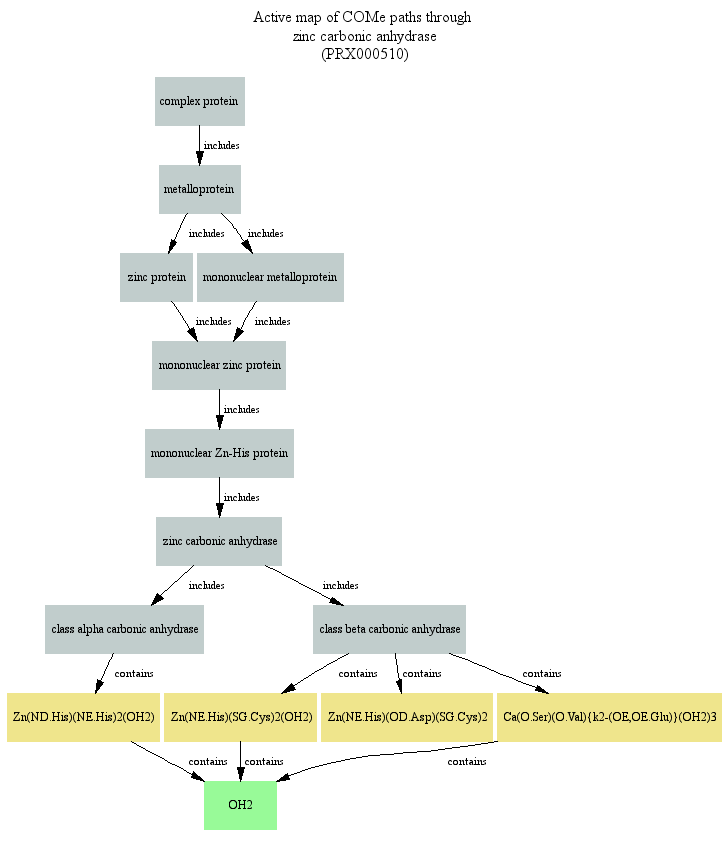 Active map of COMe paths through
zinc carbonic anhydrase
(PRX000510)
complex protein
includes
metalloprotein
includes
includes
zinc protein
mononuclear metalloprotein
includes
includes
mononuclear zinc protein
includes
mononuclear Zn-His protein
includes
zinc carbonic anhydrase
includes
includes
class alpha carbonic anhydrase
class beta carbonic anhydrase
contains
contains
contains
contains
Zn(ND.His)(NE.His)2(OH2)
Zn(NE.His)(SG.Cys)2(OH2)
Zn(NE.His)(OD.Asp)(SG.Cys)2
Ca(O.Ser)(O.Val){k2-(OE,OE.Glu)}(OH2)3
contains
contains
contains
OH2